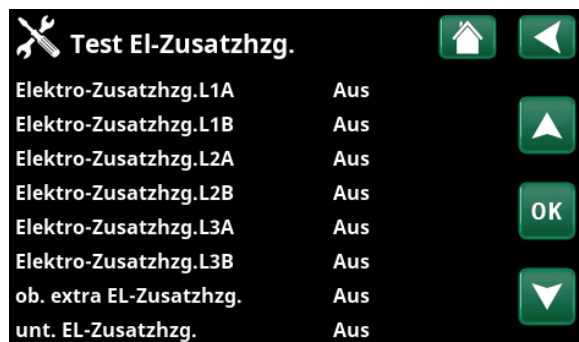 Test El-Zusatzhzg.
Elektro-Zusatzhzg.L1A Aus
Elektro-Zusatzhzg.L1B Aus
Elektro-Zusatzhzg.L2A Aus
Elektro-Zusatzhzg.L2B Aus
OK
Elektro-Zusatzhzg.L3A Aus
Elektro-Zusatzhzg.L3B Aus
ob. extra EL-Zusatzhzg. Aus
unt. EL-Zusatzhzg. Aus